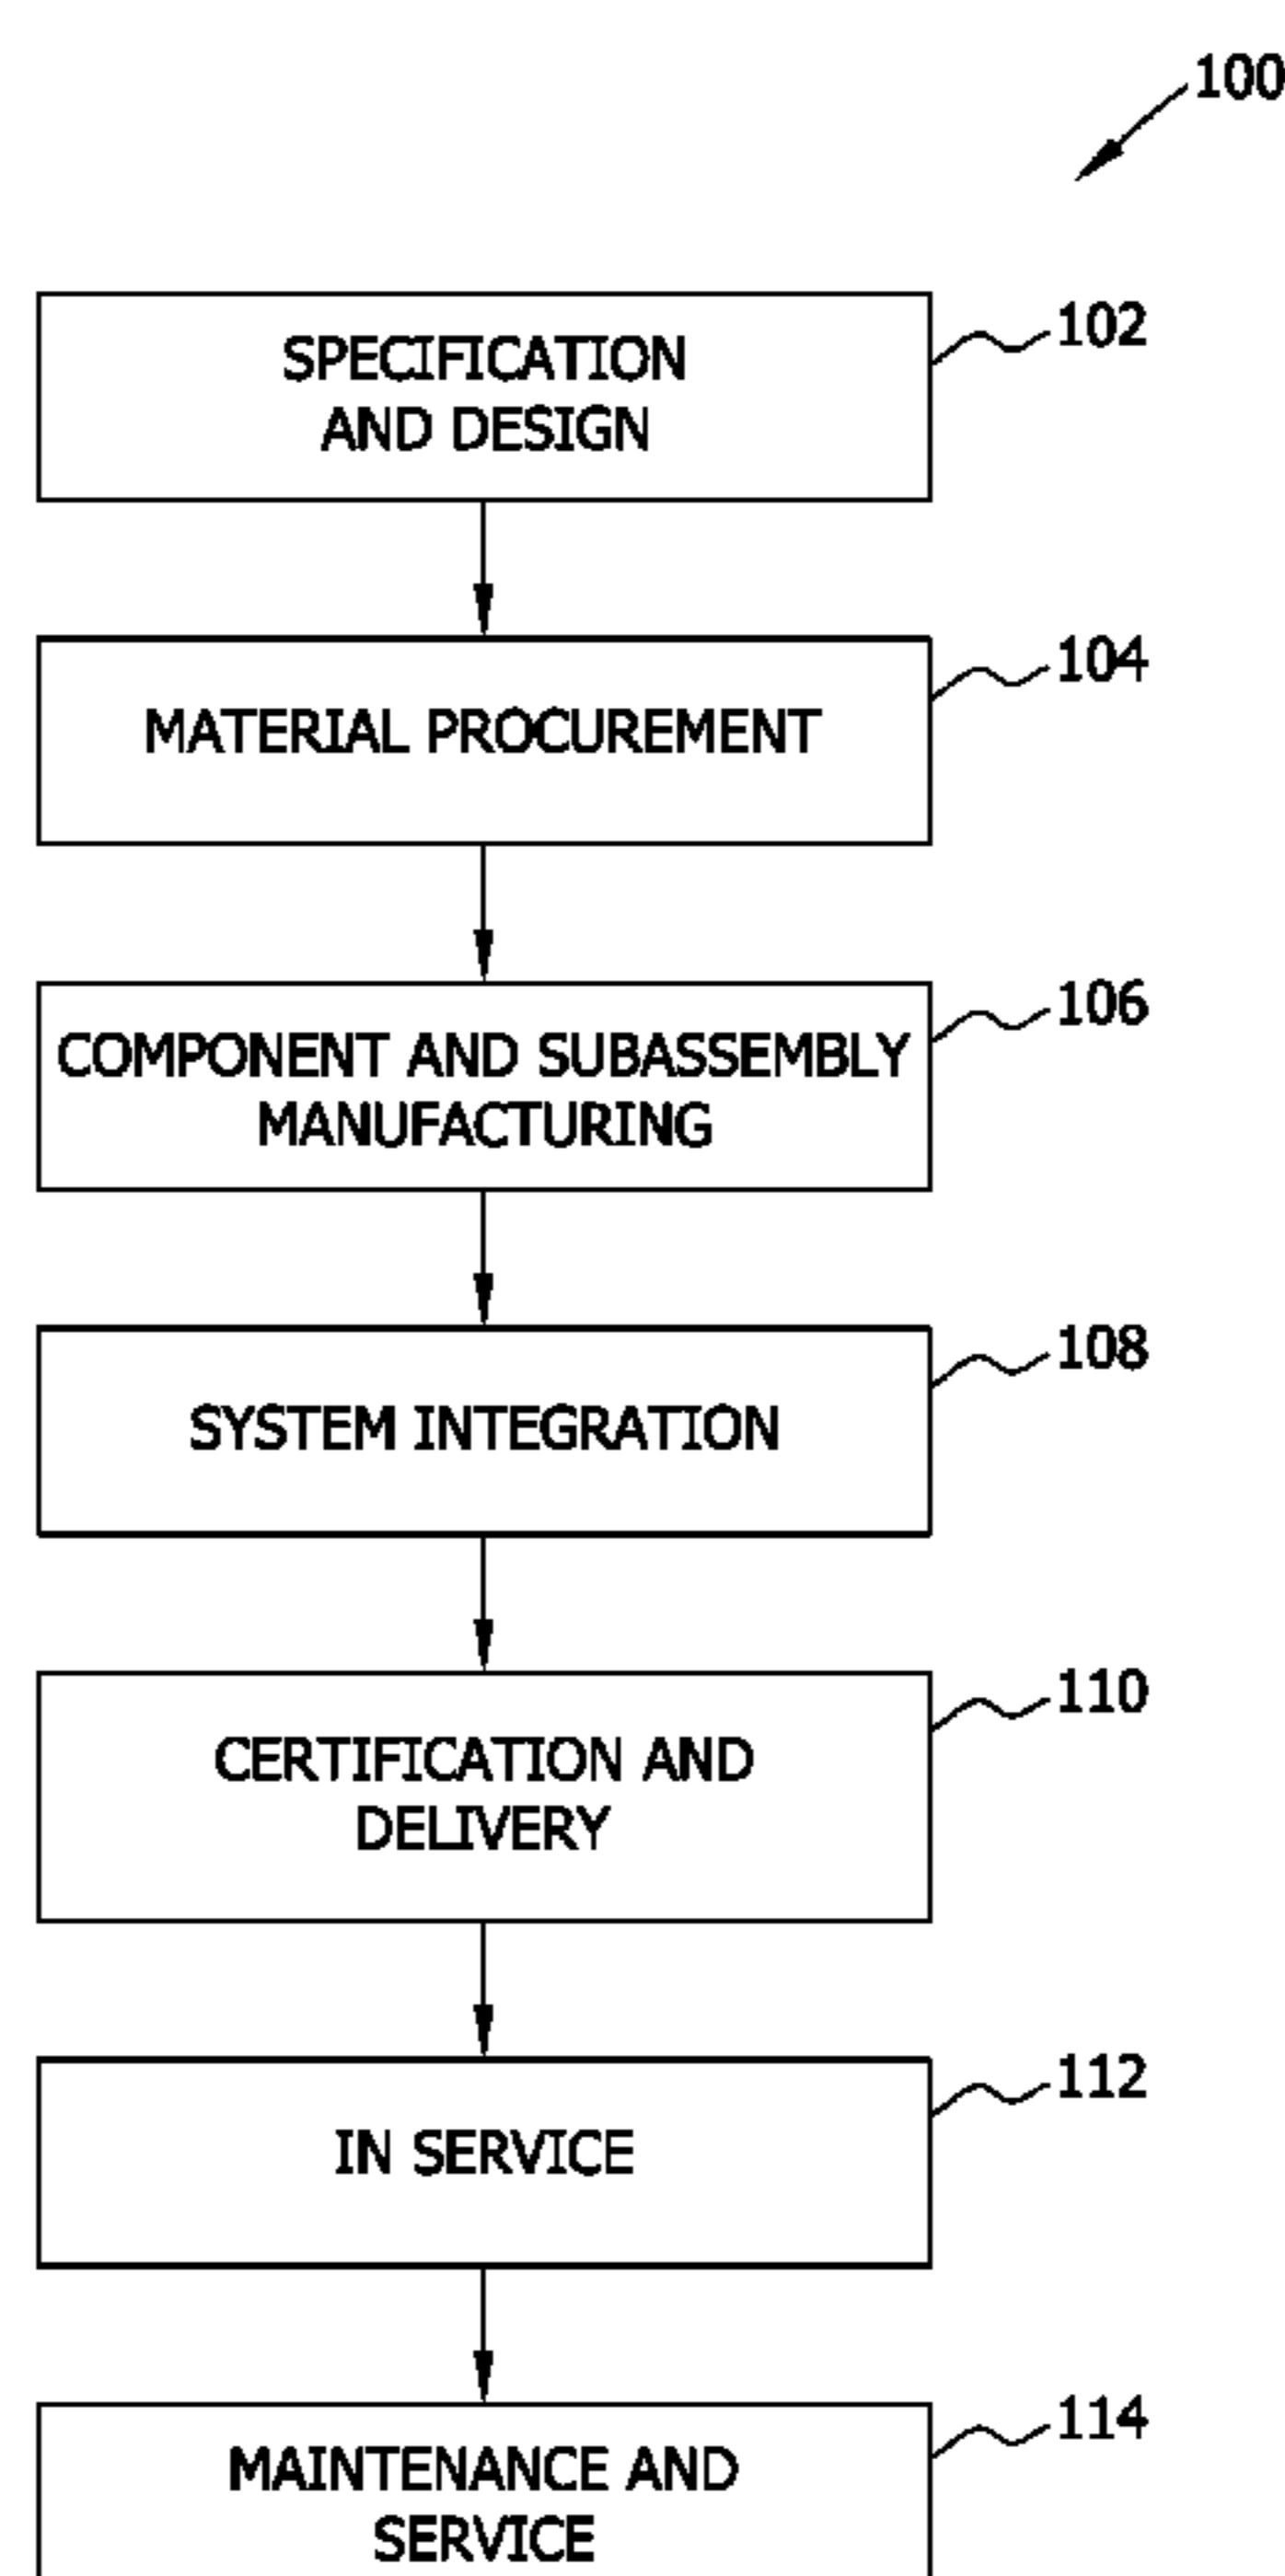 100
SPECIFICATION
AND DESIGN
102
MATERIAL PROCUREMENT
104
COMPONENT AND SUBASSEMBLY
MANUFACTURING
106
SYSTEM INTEGRATION
108
CERTIFICATION AND
DELIVERY
110
IN SERVICE
112
MAINTENANCE AND
SERVICE
114